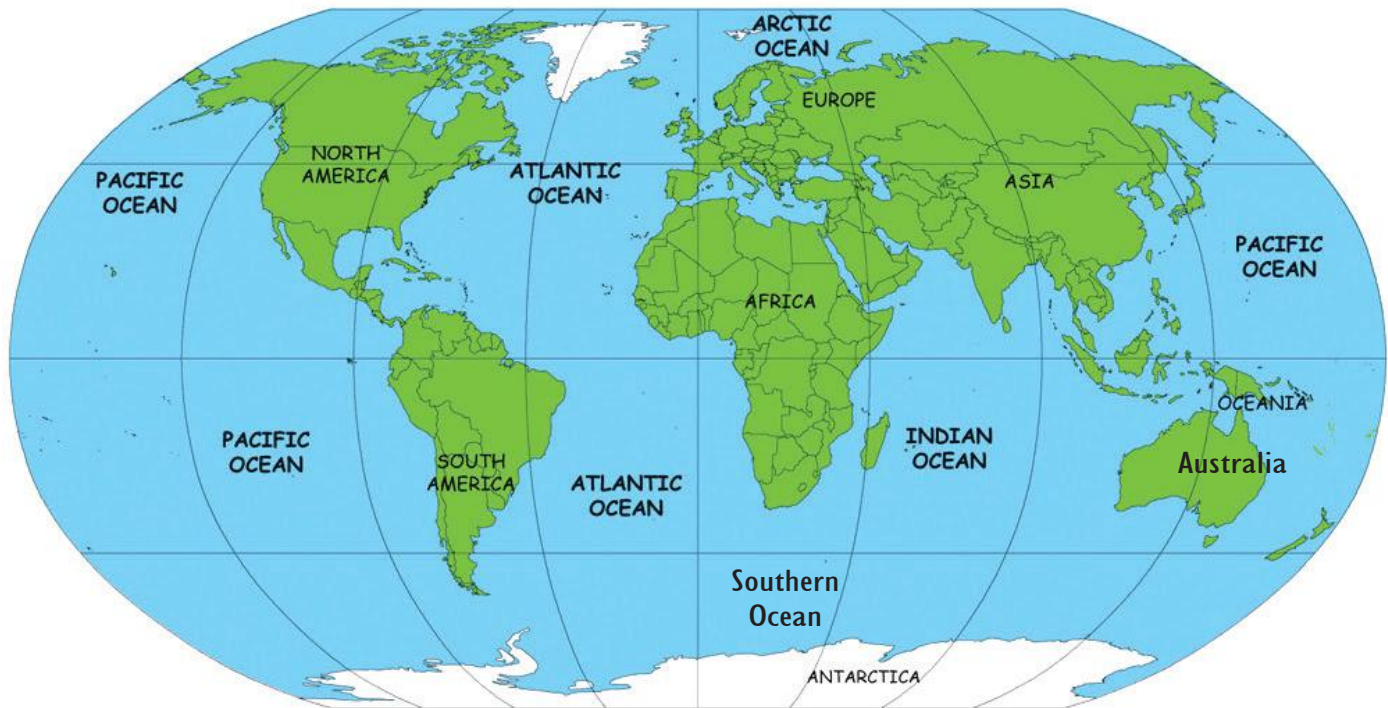 ARCTIC
OCEAN
EUROPE
NORTH
AMERICA
ATLANTIC
OCEAN
PACIFIC
OCEAN
ASIA
PACIFIC
OCEAN
AFRICA
OCEANIA
PACIFIC
OCEAN
SOUTH
AMERICA
ATLANTIC
OCEAN
INDIAN
OCEAN
Australia
Southern
Ocean
ANTARCTICA